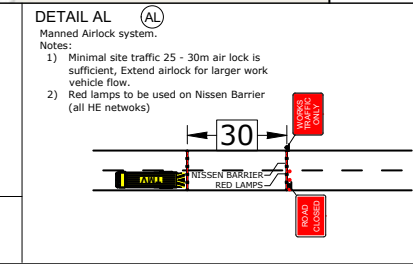 DETAIL AL AL
Manned Airlock system.
Notes:
1) Minimal site traffic 25 - 30m air lock is
sufficient, Extend airlock for larger work
vehicle flow.
2) Red lamps to be used on Nissen Barrier
(all HE netwoks)
WORKS
TRAFFIC
ONLY
30
NISSEN BARRIER
RED LAMPS
TMV
ROAD
CLOSED